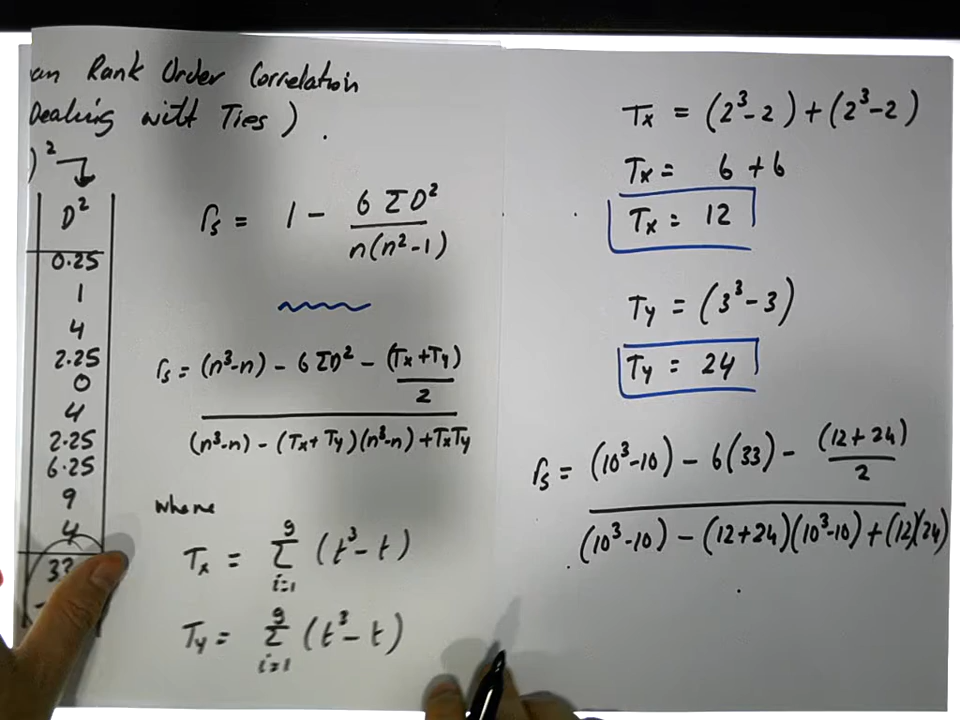 an Rank Order Correlation
Dealing with Ties) .
)² 
D²
0.25
1
4
2.25
0
4
2.25
6.25
9
4
rs = 1 - 6 ΣD² / n(n²-1)
rs = (n³-n) - 6 ΣD² - (Tx+Ty)/2
(n³-n) - (Tx+Ty)(n³-n) + TxTy
where
Tx = g Σ i=1 (t³-t)
Ty = g Σ i=1 (t³-t)
Tx = (2³-2) + (2³-2)
Tx = 6 + 6
Tx = 12
Ty = (3³-3)
Ty = 24
rs = (10³-10) - 6(33) - (12+24)/2
(10³-10) - (12+24)(10³-10) + (12)(24)